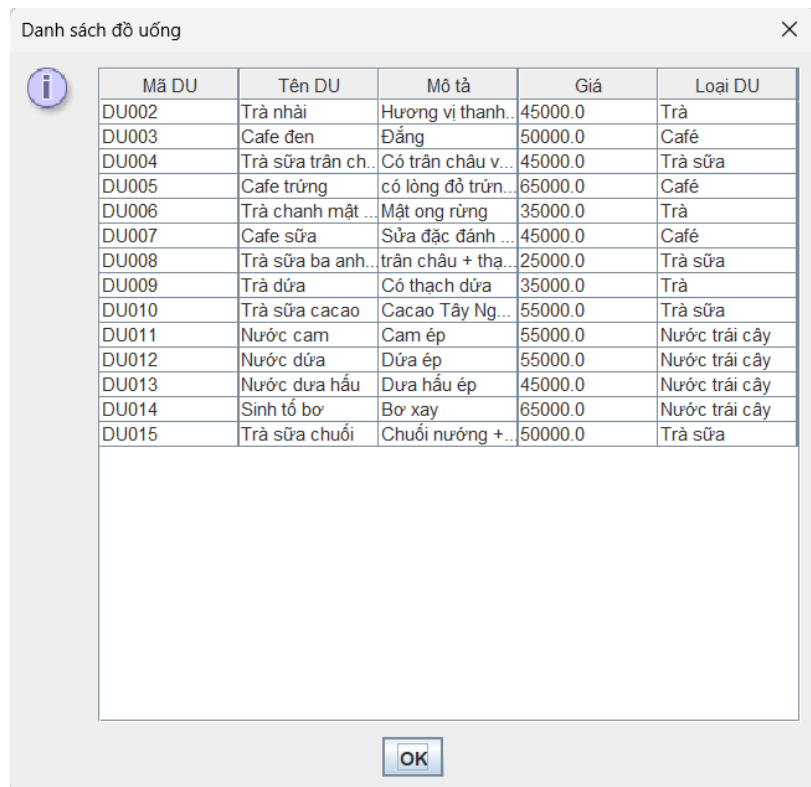 Danh sách đồ uống
Mã DU Tên DU Mô tả Giá Loại DU
DU002 Trà nhài Hương vị thanh... 45000.0 Trà
DU003 Cafe đen Đắng 50000.0 Café
DU004 Trà sữa trân ch... Có trân châu v... 45000.0 Trà sữa
DU005 Cafe trứng có lòng đỏ trứn... 65000.0 Café
DU006 Trà chanh mật ... Mật ong rừng 35000.0 Trà
DU007 Cafe sữa Sửa đặc đánh ... 45000.0 Café
DU008 Trà sữa ba anh... trân châu + thạ... 25000.0 Trà sữa
DU009 Trà dứa Có thạch dứa 35000.0 Trà
DU010 Trà sữa cacao Cacao Tây Ng... 55000.0 Trà sữa
DU011 Nước cam Cam ép 55000.0 Nước trái cây
DU012 Nước dứa Dứa ép 55000.0 Nước trái cây
DU013 Nước dưa hấu Dưa hấu ép 45000.0 Nước trái cây
DU014 Sinh tố bơ Bơ xay 65000.0 Nước trái cây
DU015 Trà sữa chuối Chuối nướng +... 50000.0 Trà sữa
OK